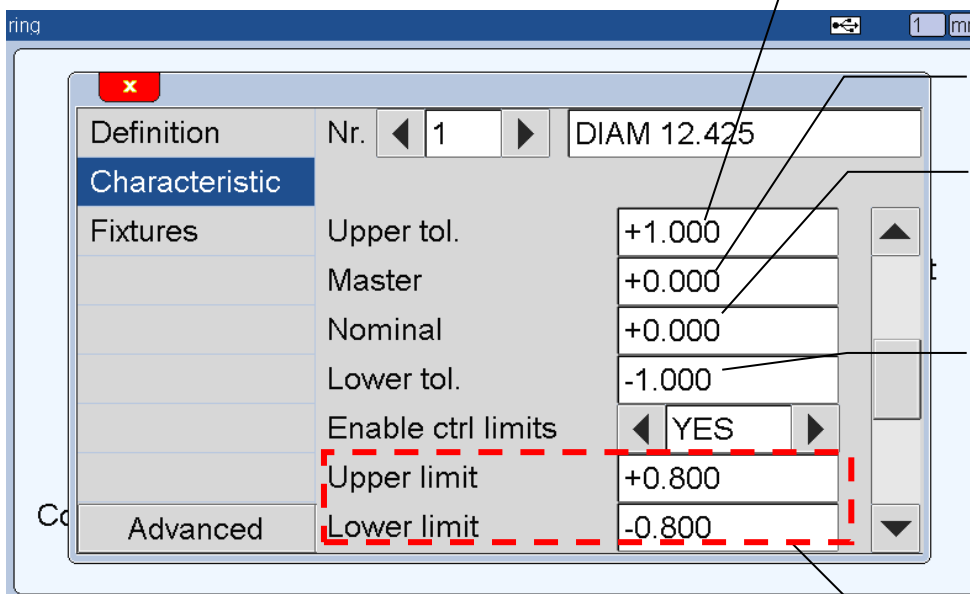 ring 1 mm
x
Definition Nr. 1 DIAM 12.425
Characteristic
Fixtures Upper tol. +1.000
Master +0.000
Nominal +0.000
Lower tol. -1.000
Enable ctrl limits YES
Upper limit +0.800
Advanced Lower limit -0.800